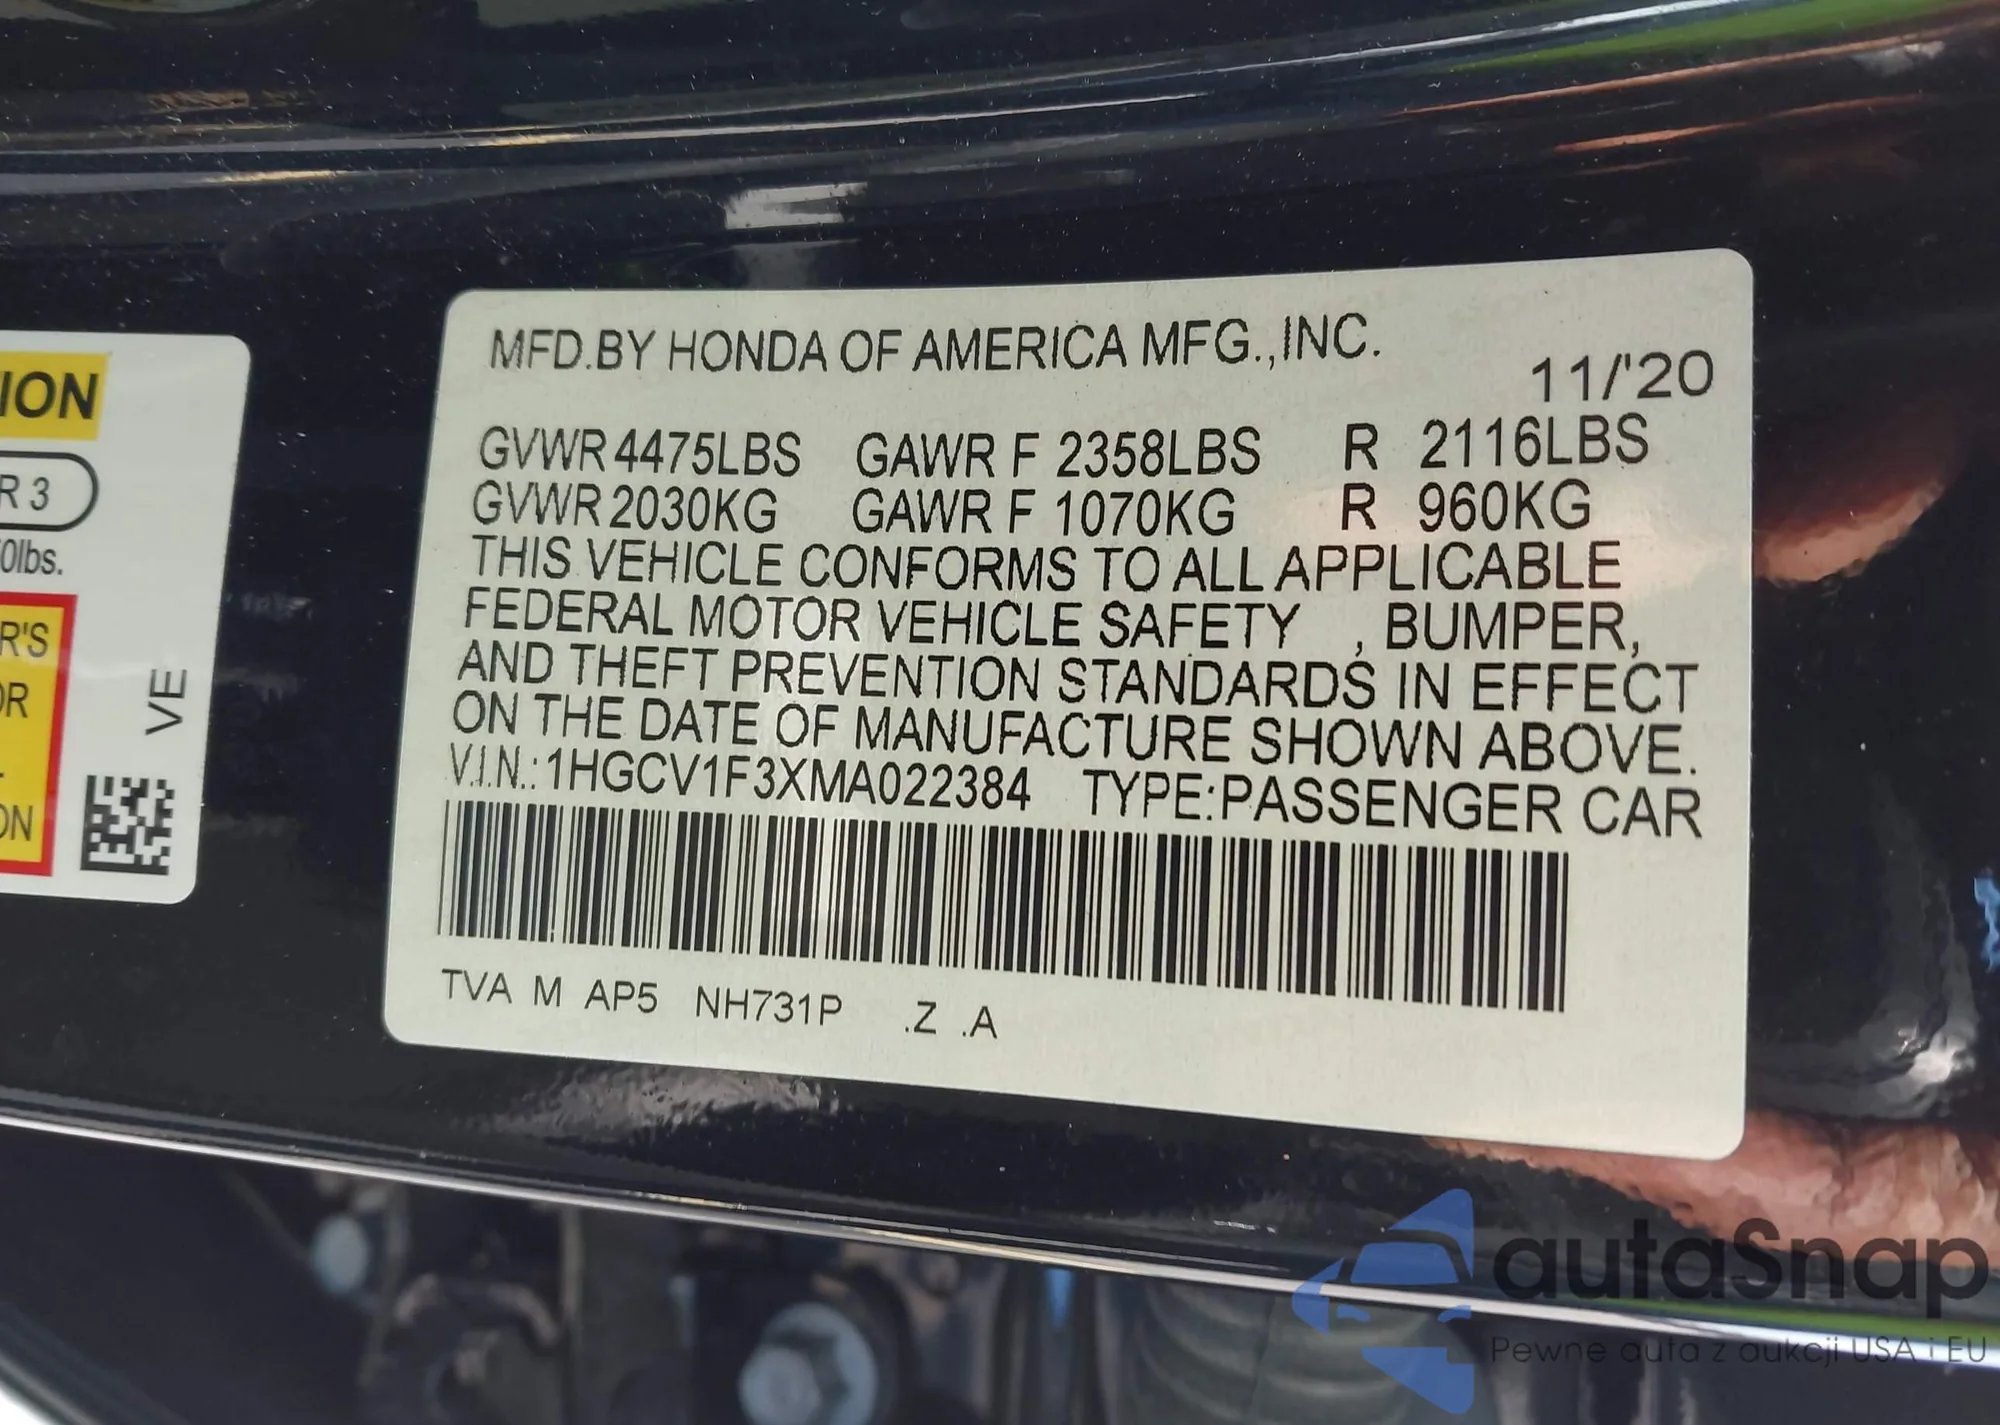 MFD.BY HONDA OF AMERICA MFG.,INC.
11/'20
GVWR 4475LBS GAWR F 2358LBS R 2116LBS
GVWR 2030KG GAWR F 1070KG R 960KG
THIS VEHICLE CONFORMS TO ALL APPLICABLE
FEDERAL MOTOR VEHICLE SAFETY , BUMPER,
AND THEFT PREVENTION STANDARDS IN EFFECT
ON THE DATE OF MANUFACTURE SHOWN ABOVE.
V.I.N.: 1HGCV1F3XMA022384 TYPE:PASSENGER CAR
TVA M AP5 NH731P .Z .A
ION
R 3
0lbs.
R'S
OR
ON
VE
autaSnap
Pewne auta z aukcji USA i EU